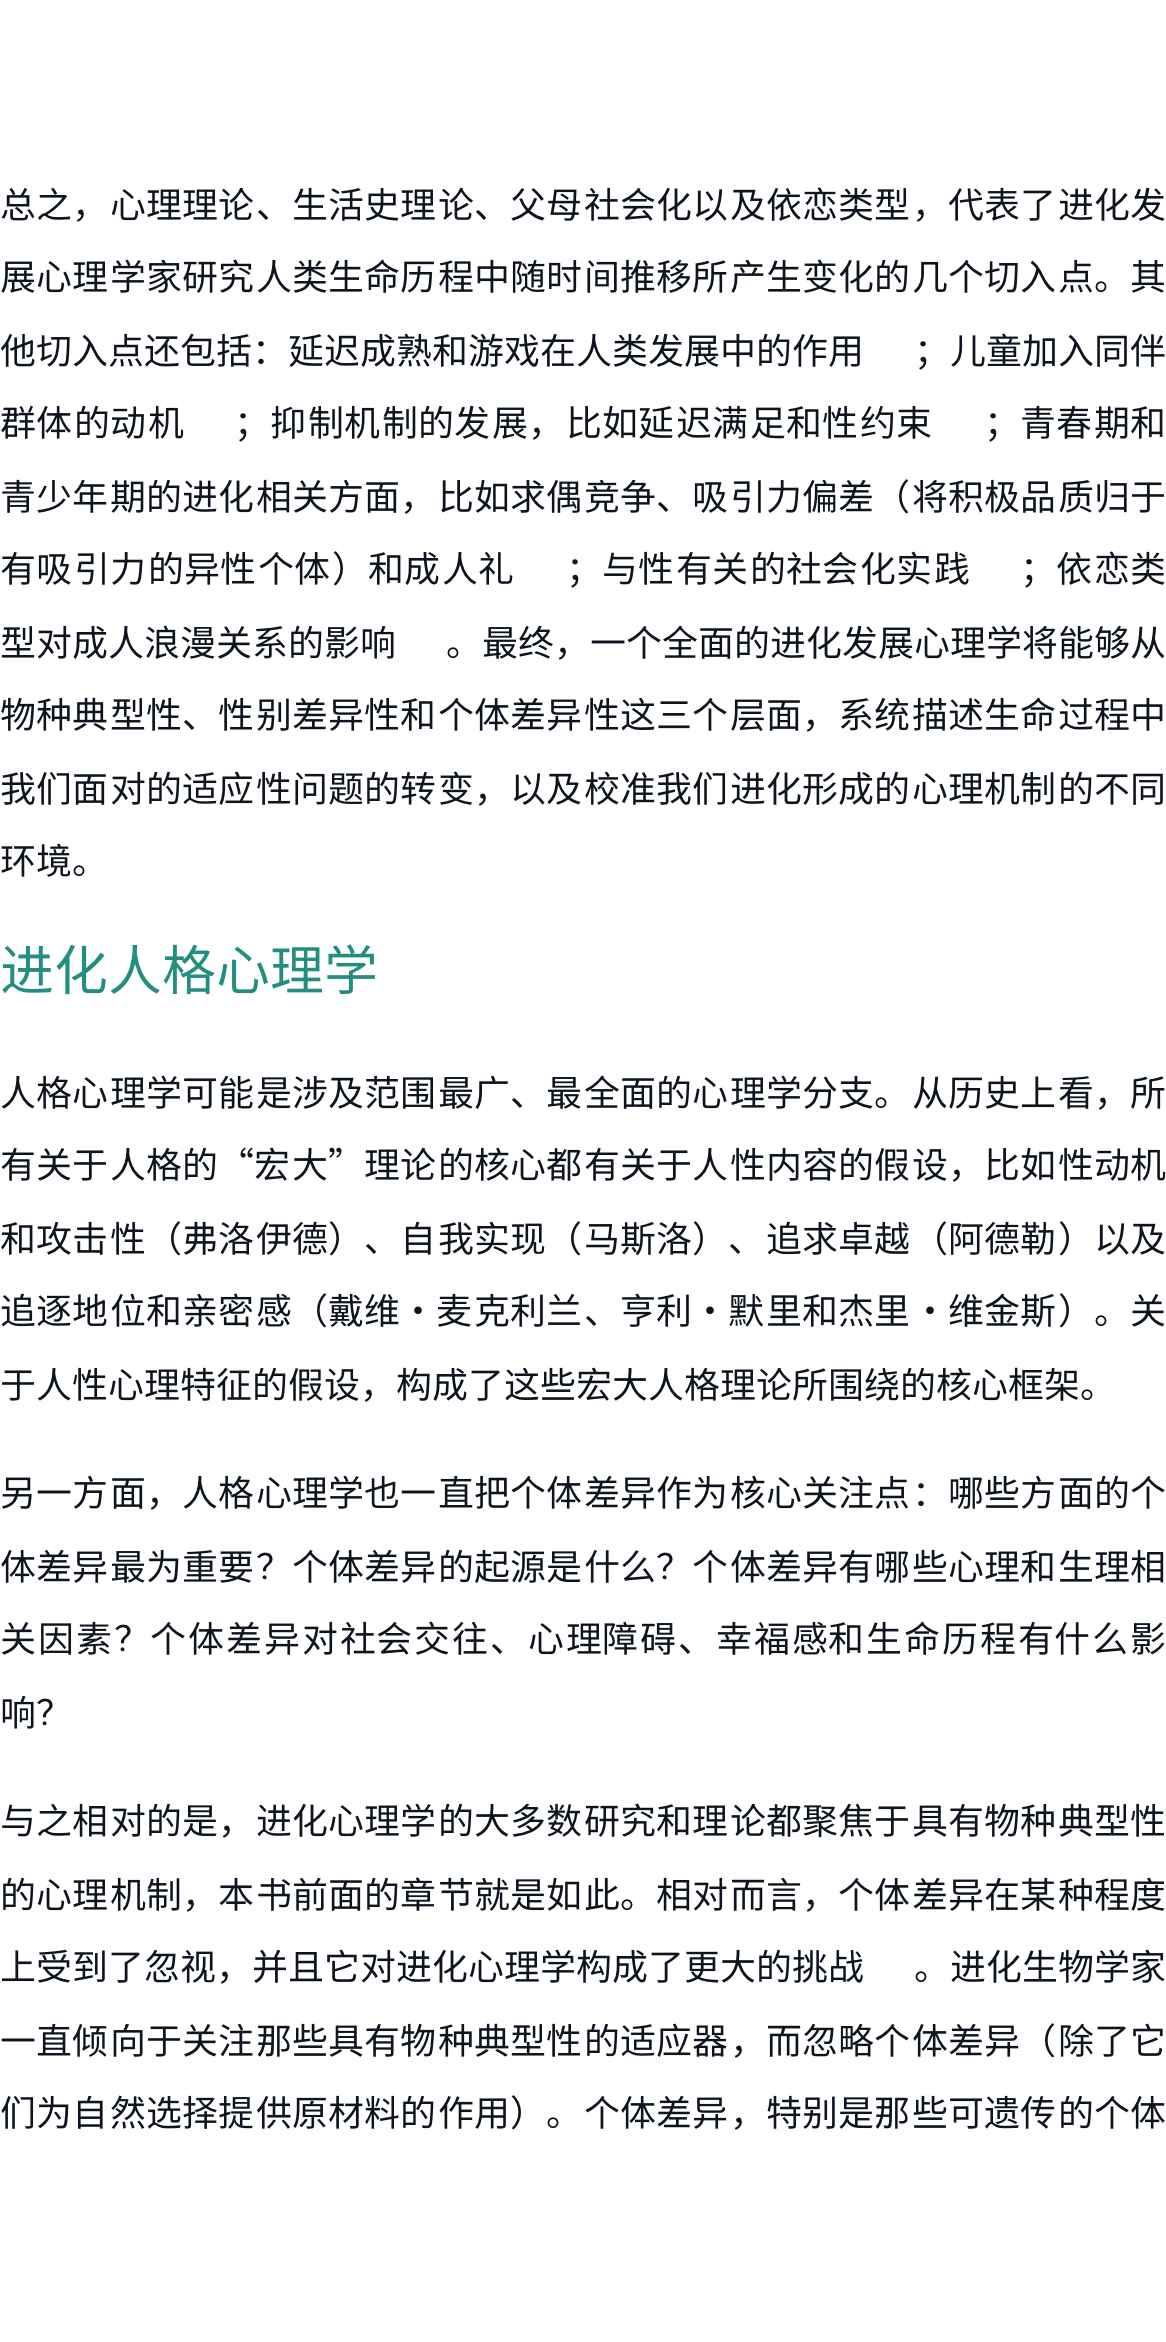 总之，心理理论、生活史理论、父母社会化以及依恋类型，代表了进化发
展心理学家研究人类生命历程中随时间推移所产生变化的几个切入点。其
他切入点还包括：延迟成熟和游戏在人类发展中的作用　；儿童加入同伴
群体的动机　；抑制机制的发展，比如延迟满足和性约束　；青春期和
青少年期的进化相关方面，比如求偶竞争、吸引力偏差（将积极品质归于
有吸引力的异性个体）和成人礼　；与性有关的社会化实践　；依恋类
型对成人浪漫关系的影响　。最终，一个全面的进化发展心理学将能够从
物种典型性、性别差异性和个体差异性这三个层面，系统描述生命过程中
我们面对的适应性问题的转变，以及校准我们进化形成的心理机制的不同
环境。
进化人格心理学
人格心理学可能是涉及范围最广、最全面的心理学分支。从历史上看，所
有关于人格的“宏大”理论的核心都有关于人性内容的假设，比如性动机
和攻击性（弗洛伊德）、自我实现（马斯洛）、追求卓越（阿德勒）以及
追逐地位和亲密感（戴维·麦克利兰、亨利·默里和杰里·维金斯）。关
于人性心理特征的假设，构成了这些宏大人格理论所围绕的核心框架。
另一方面，人格心理学也一直把个体差异作为核心关注点：哪些方面的个
体差异最为重要？个体差异的起源是什么？个体差异有哪些心理和生理相
关因素？个体差异对社会交往、心理障碍、幸福感和生命历程有什么影
响？
与之相对的是，进化心理学的大多数研究和理论都聚焦于具有物种典型性
的心理机制，本书前面的章节就是如此。相对而言，个体差异在某种程度
上受到了忽视，并且它对进化心理学构成了更大的挑战　。进化生物学家
一直倾向于关注那些具有物种典型性的适应器，而忽略个体差异（除了它
们为自然选择提供原材料的作用）。个体差异，特别是那些可遗传的个体